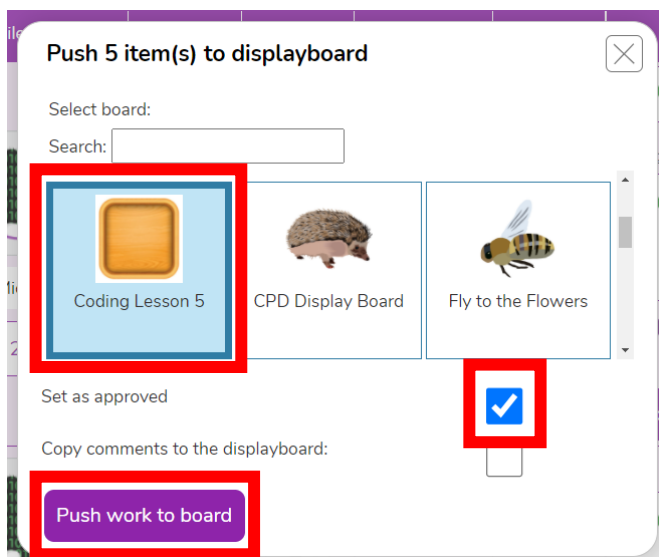 Push 5 item(s) to displayboard
Select board:
Search:
Coding Lesson 5
CPD Display Board
Fly to the Flowers
Set as approved
Copy comments to the displayboard:
Push work to board